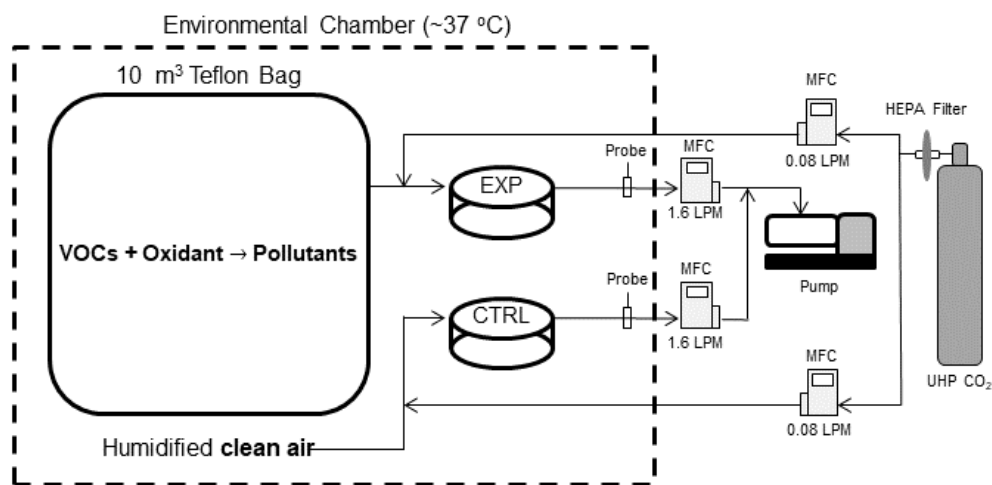 Environmental Chamber (~37 ºC)
10 m³ Teflon Bag
MFC
HEPA Filter
0.08 LPM
Probe
MFC
EXP
1.6 LPM
VOCs + Oxidant → Pollutants
Pump
Probe
MFC
CTRL
1.6 LPM
MFC
UHP CO₂
0.08 LPM
Humidified clean air